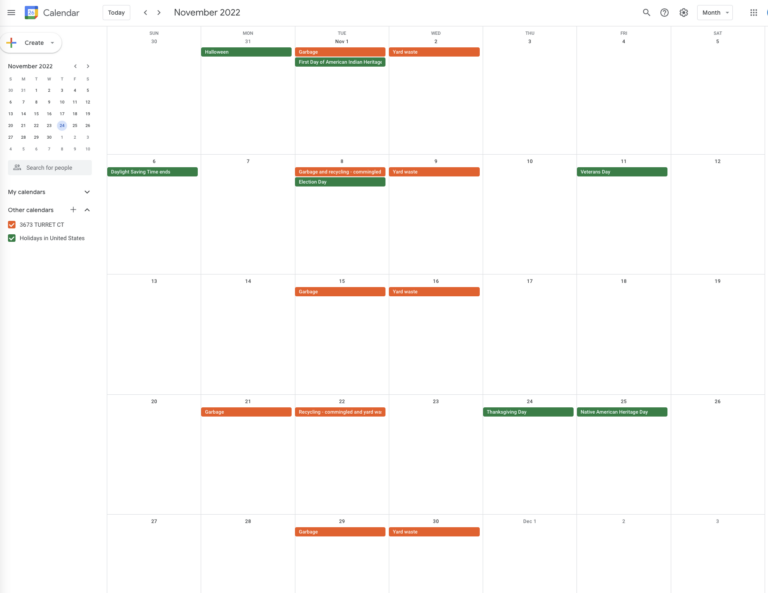 Calendar
Today
November 2022
Month
Create
November 2022
S M T W T F S
30 31 1 2 3 4 5
6 7 8 9 10 11 12
13 14 15 16 17 18 19
20 21 22 23 24 25 26
27 28 29 30 1 2 3
4 5 6 7 8 9 10
Search for people
My calendars
Other calendars
3673 TURRET CT
Holidays in United States
SUN MON TUE WED THU FRI SAT
30 31 Nov 1 2 3 4 5
Halloween Garbage Yard waste
First Day of American Indian Heritage
6 7 8 9 10 11 12
Daylight Saving Time ends Garbage and recycling - commingled Yard waste Veterans Day
Election Day
13 14 15 16 17 18 19
Garbage Yard waste
20 21 22 23 24 25 26
Garbage Recycling - commingled and yard wa Thanksgiving Day Native American Heritage Day
27 28 29 30 Dec 1 2 3
Garbage Yard waste